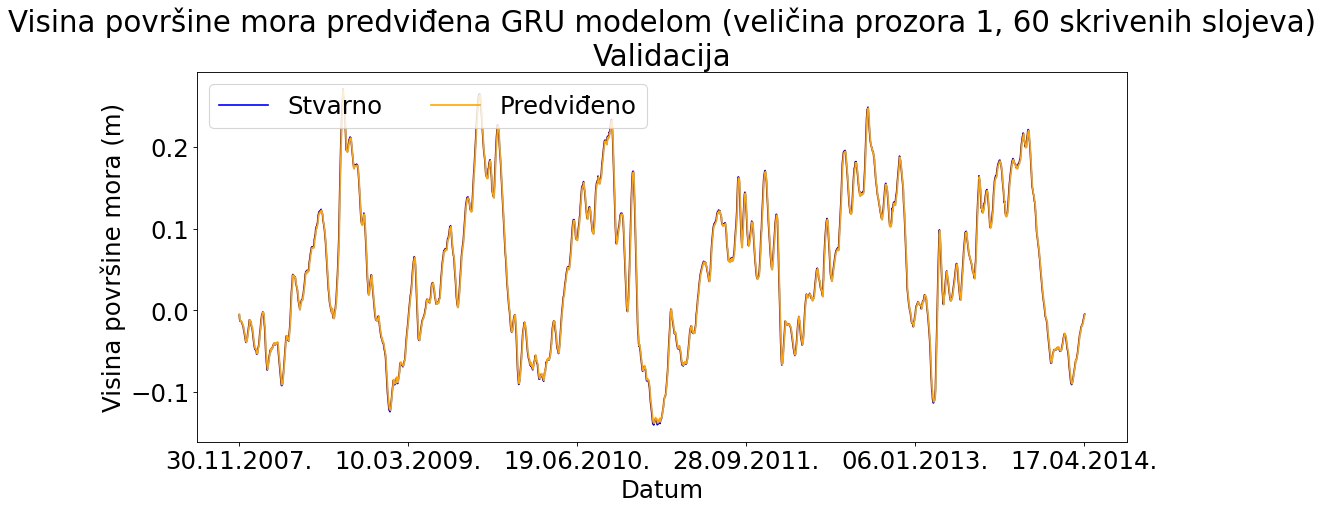 Visina površine mora predviđena GRU modelom (veličina prozora 1, 60 skrivenih slojeva)
Validacija
Stvarno
Predviđeno
Visina površine mora (m)
0.2
0.1
0.0
−0.1
30.11.2007. 10.03.2009. 19.06.2010. 28.09.2011. 06.01.2013. 17.04.2014.
Datum